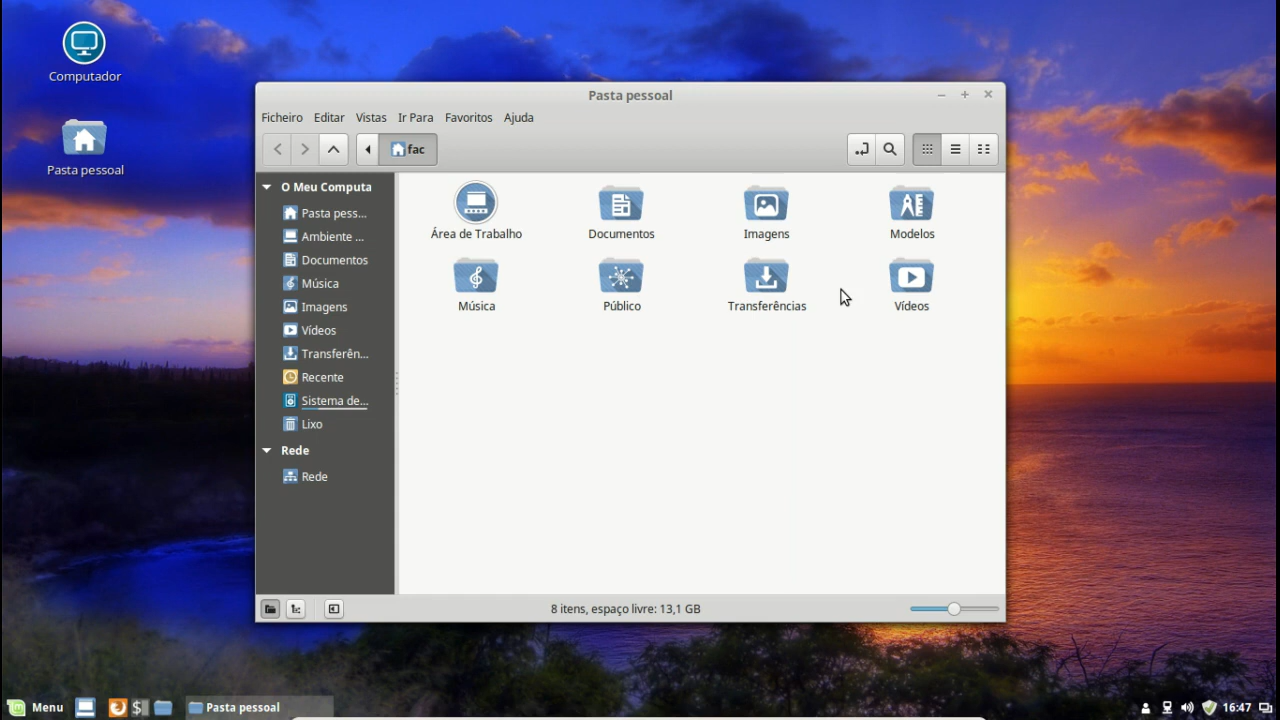 Computador
Pasta pessoal
Pasta pessoal
Ficheiro Editar Vistas Ir Para Favoritos Ajuda
fac
O Meu Computa
Pasta pess...
Ambiente ...
Documentos
Música
Imagens
Vídeos
Transferên...
Recente
Sistema de...
Lixo
Rede
Rede
Área de Trabalho Documentos Imagens Modelos
Música Público Transferências Vídeos
8 itens, espaço livre: 13,1 GB
Menu $ Pasta pessoal 16:47